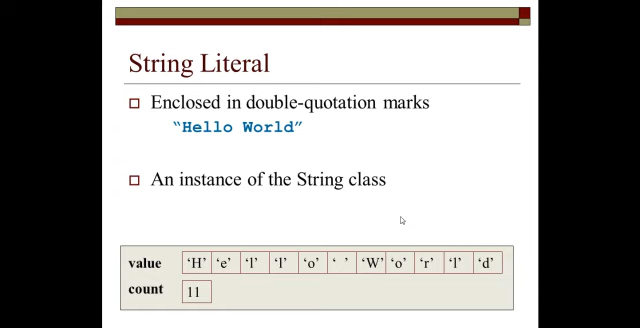 String Literal
Enclosed in double-quotation marks
“Hello World”
An instance of the String class
value ‘H’ ‘e’ ‘l’ ‘l’ ‘o’ ‘ ’ ‘W’ ‘o’ ‘r’ ‘l’ ‘d’
count 11